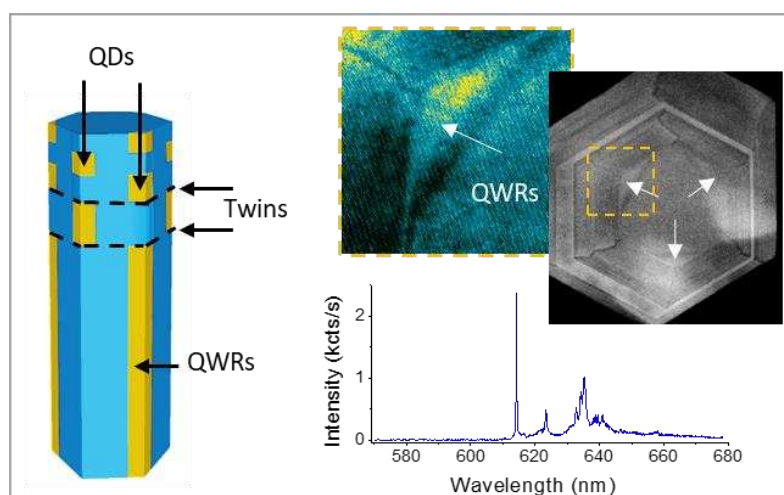 QDs
Twins
QWRs
QWRs
Intensity (kcts/s)
2
1
0
580 600 620 640 660 680
Wavelength (nm)